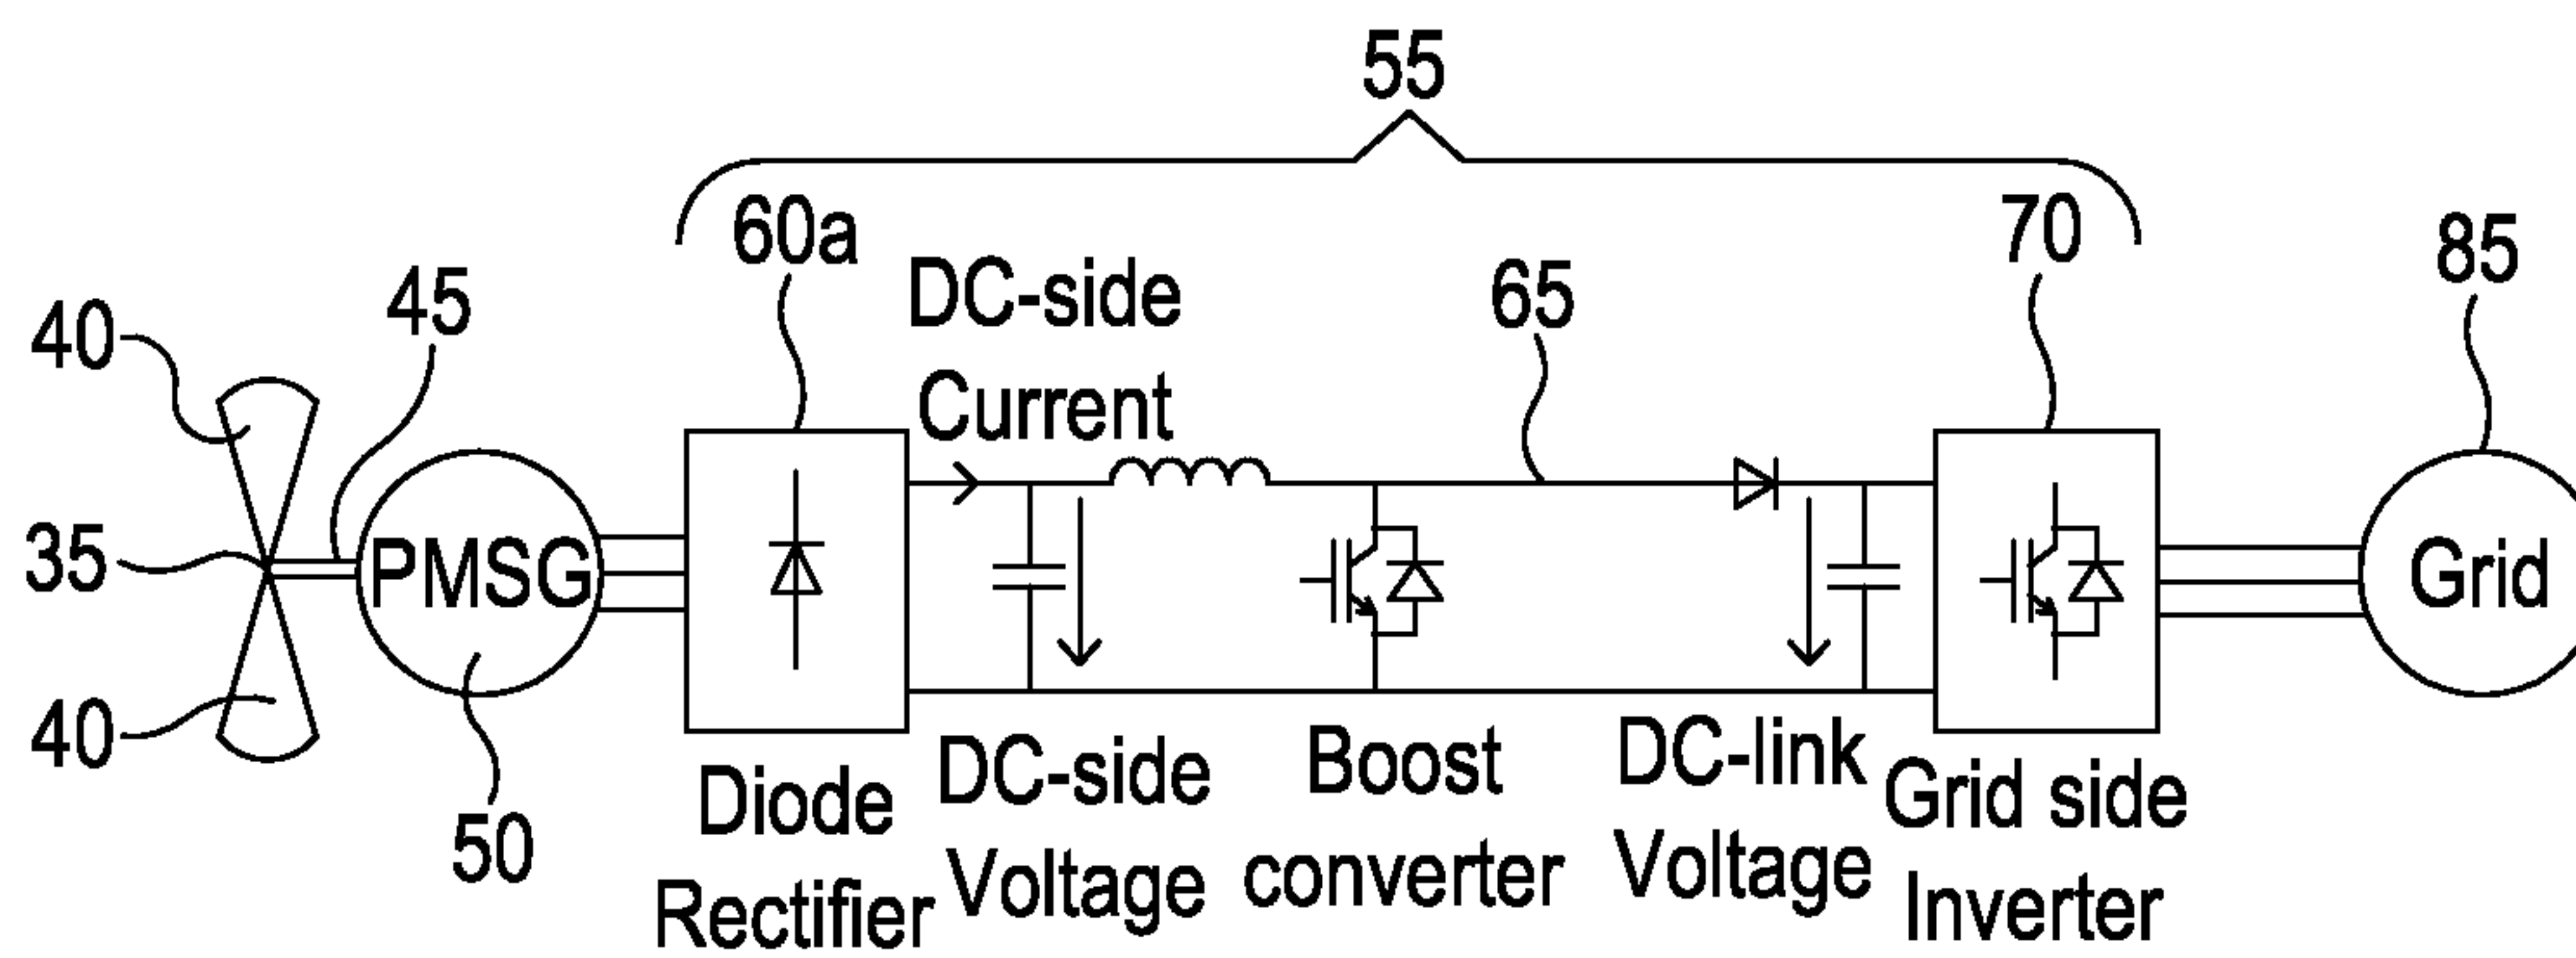 55
60a
70
85
DC-side
Current
65
45
40
35
PMSG
Grid
40
50
Diode
Rectifier
DC-side
Voltage
Boost
converter
DC-link
Voltage
Grid side
Inverter